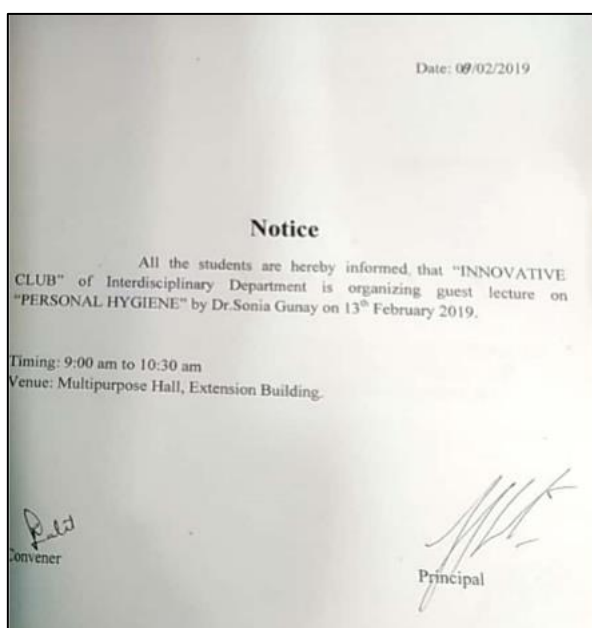 Date: 09/02/2019
Notice
All the students are hereby informed that “INNOVATIVE
CLUB” of Interdisciplinary Department is organizing guest lecture on
“PERSONAL HYGIENE” by Dr.Sonia Gunay on 13th February 2019.
Timing: 9:00 am to 10:30 am
Venue: Multipurpose Hall, Extension Building.
Convener
Principal